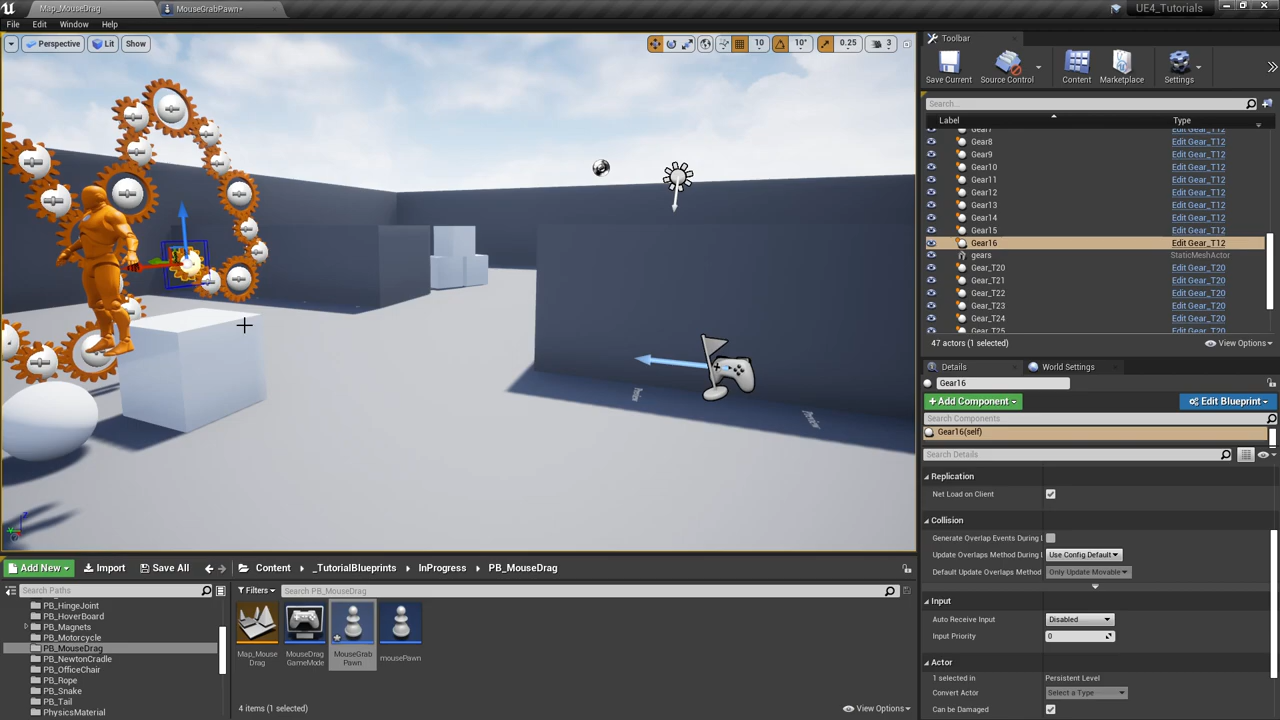 Map_MouseDrag
MouseGrabPawn*
UE4_Tutorials
File Edit Window Help
Perspective Lit Show
10 10° 0.25 3
Toolbar
Save Current Source Control Content Marketplace Settings
Search...
Label Type
Gear7 Edit Gear_T12
Gear8 Edit Gear_T12
Gear9 Edit Gear_T12
Gear10 Edit Gear_T12
Gear11 Edit Gear_T12
Gear12 Edit Gear_T12
Gear13 Edit Gear_T12
Gear14 Edit Gear_T12
Gear15 Edit Gear_T12
Gear16 Edit Gear_T12
gears StaticMeshActor
Gear_T20 Edit Gear_T20
Gear_T21 Edit Gear_T20
Gear_T22 Edit Gear_T20
Gear_T23 Edit Gear_T20
Gear_T24 Edit Gear_T20
Gear_T25 Edit Gear_T20
47 actors (1 selected) View Options
Details World Settings
Gear16
+Add Component Edit Blueprint
Search Components
Gear16(self)
Search Details
Replication
Net Load on Client
Collision
Generate Overlap Events During
Update Overlaps Method During Use Config Default
Default Update Overlaps Method Only Update Movable
Input
Auto Receive Input Disabled
Input Priority 0
Actor
1 selected in Persistent Level
Convert Actor Select a Type
Can be Damaged
Add New Import Save All Content _TutorialBlueprints InProgress PB_MouseDrag
Search Paths
Filters Search PB_MouseDrag
PB_HingeJoint
PB_HoverBoard
PB_Magnets
PB_Motorcycle
PB_MouseDrag
PB_NewtonCradle
PB_OfficeChair
PB_Rope
PB_Snake
PB_Tail
PhysicsMaterial
Map_Mouse
Drag
MouseDrag
GameMode
MouseGrab
Pawn
mousePawn
4 items (1 selected) View Options